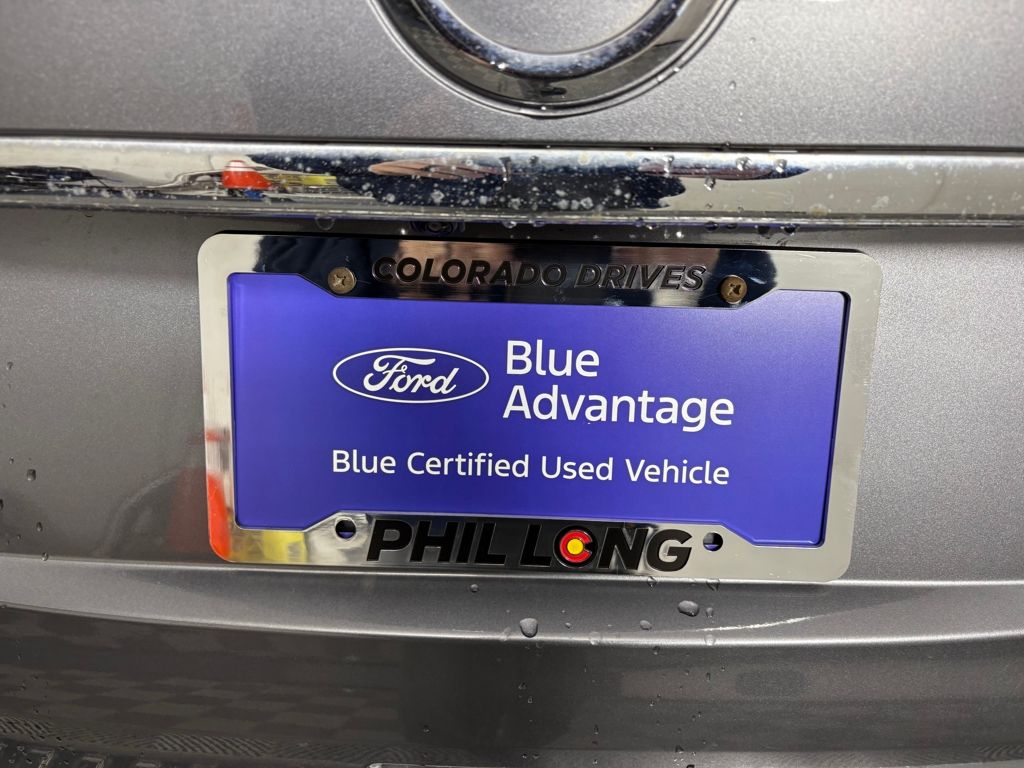 COLORADO DRIVES
Ford
Blue
Advantage
Blue Certified Used Vehicle
PHIL LONG